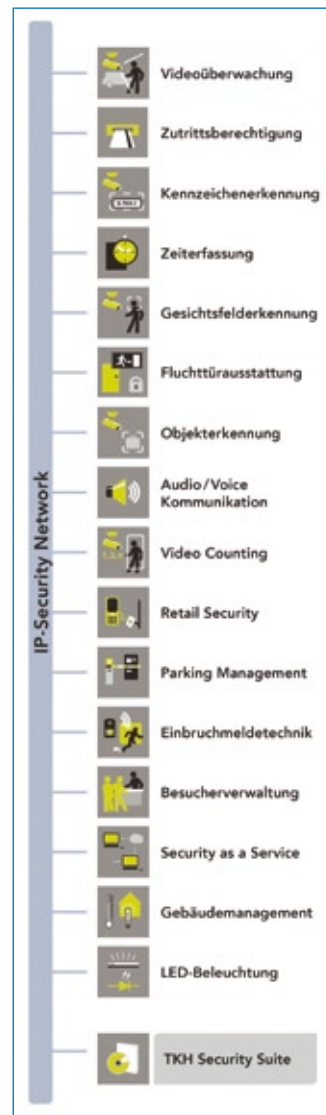 IP-Security Network
Videoüberwachung
Zutrittsberechtigung
Kennzeichenerkennung
Zeiterfassung
Gesichtsfelderkennung
Fluchttürausstattung
Objekterkennung
Audio/Voice
Kommunikation
Video Counting
Retail Security
Parking Management
Einbruchmeldetechnik
Besucherverwaltung
Security as a Service
Gebäudemanagement
LED-Beleuchtung
TKH Security Suite